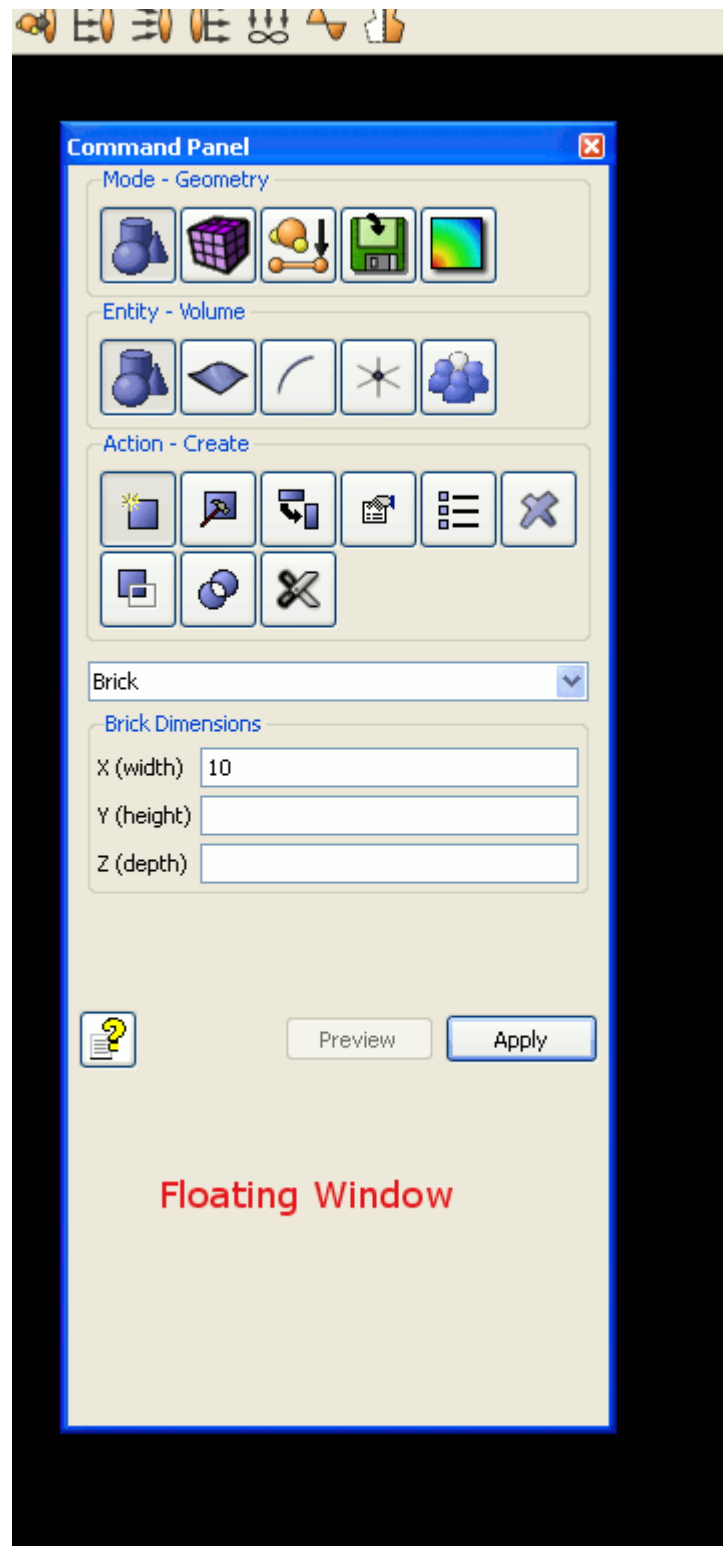 Command Panel
Mode - Geometry
Entity - Volume
Action - Create
Brick
Brick Dimensions
X (width) 10
Y (height)
Z (depth)
Preview Apply
Floating Window